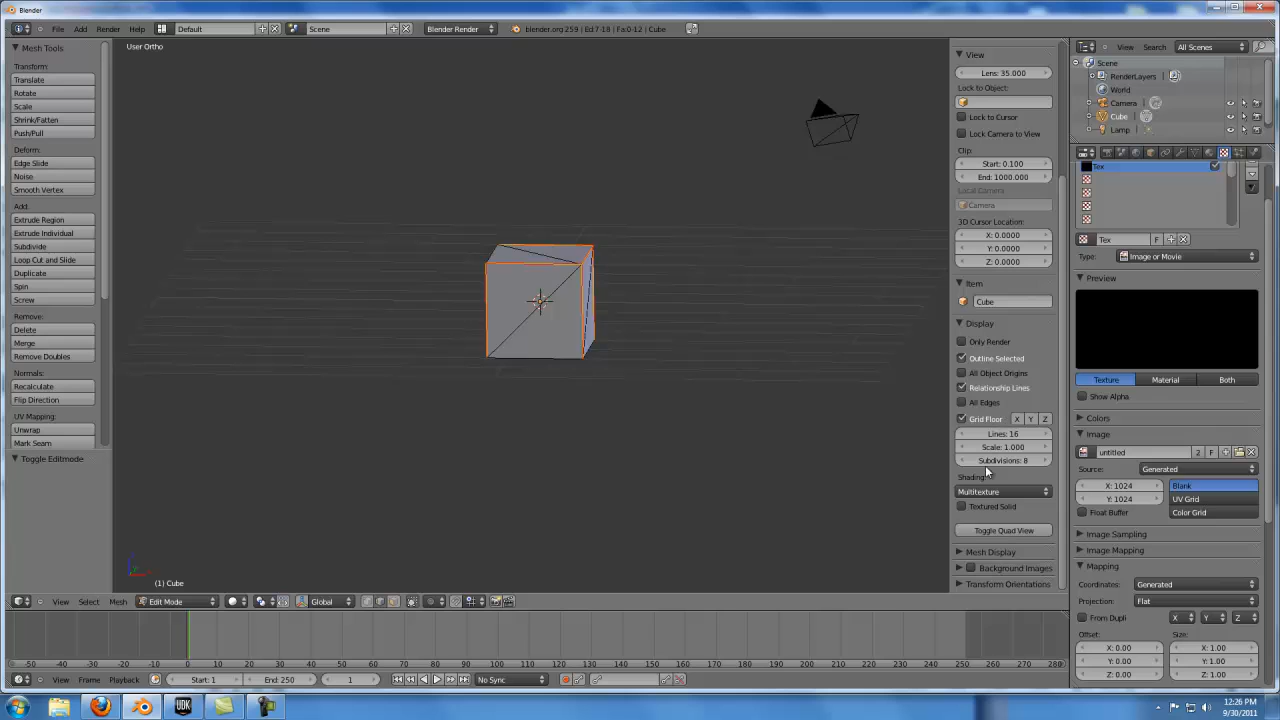 Blender
File Add Render Help Default Scene Blender Render blender.org 259 | Ed:7-18 | Fa:0-12 | Cube
Mesh Tools
Transform:
Translate
Rotate
Scale
Shrink/Fatten
Push/Pull
Deform:
Edge Slide
Noise
Smooth Vertex
Add:
Extrude Region
Extrude Individual
Subdivide
Loop Cut and Slide
Duplicate
Spin
Screw
Remove:
Delete
Merge
Remove Doubles
Normals:
Recalculate
Flip Direction
UV Mapping:
Unwrap
Mark Seam
Toggle Editmode
User Ortho
(1) Cube
View
Lens: 35.000
Lock to Object:
Lock to Cursor
Lock Camera to View
Clip:
Start: 0.100
End: 1000.000
Local Camera
Camera
3D Cursor Location:
X: 0.0000
Y: 0.0000
Z: 0.0000
Item
Cube
Display
Only Render
Outline Selected
All Object Origins
Relationship Lines
All Edges
Grid Floor X Y Z
Lines: 16
Scale: 1.000
Subdivisions: 8
Shading:
Multitexture
Textured Solid
Toggle Quad View
Mesh Display
Background Images
Transform Orientations
View Search All Scenes
Scene
RenderLayers
World
Camera
Cube
Lamp
Tex
Tex F
Type: Image or Movie
Preview
Texture Material Both
Show Alpha
Colors
Image
untitled 2 F
Source: Generated
X: 1024 Blank
Y: 1024 UV Grid
Float Buffer Color Grid
Image Sampling
Image Mapping
Mapping
Coordinates: Generated
Projection: Flat
From Dupli X Y Z
Offset: Size:
X: 0.00 X: 1.00
Y: 0.00 Y: 1.00
Z: 0.00 Z: 1.00
View Select Mesh Edit Mode Global
-50 -40 -30 -20 -10 0 10 20 30 40 50 60 70 80 90 100 110 120 130 140 150 160 170 180 190 200 210 220 230 240 250 260 270 280
View Frame Playback Start: 1 End: 250 1 No Sync
UDK
12:26 PM
9/30/2011